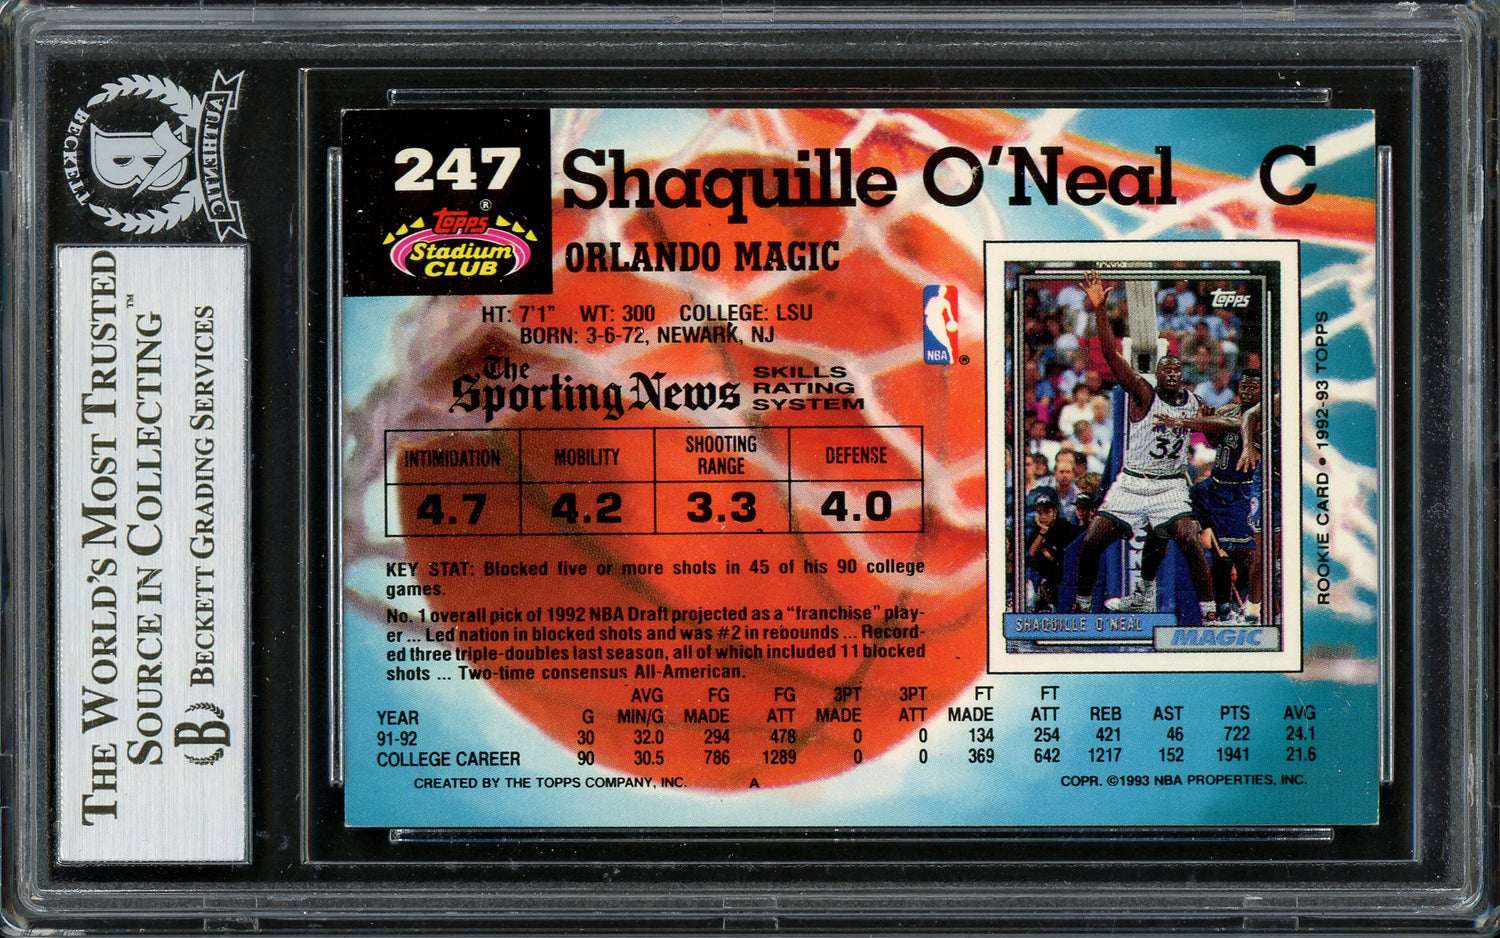 BECKETT
AUTHENTIC
B
THE WORLD'S MOST TRUSTED
SOURCE IN COLLECTING™
B BECKETT GRADING SERVICES
247
Topps®
Stadium
CLUB
Shaquille O'Neal C
ORLANDO MAGIC
HT: 7'1" WT: 300 COLLEGE: LSU
BORN: 3-6-72, NEWARK, NJ
NBA ®
The
Sporting News
SKILLS
RATING
SYSTEM
INTIMIDATION MOBILITY SHOOTING RANGE DEFENSE
4.7 4.2 3.3 4.0
KEY STAT: Blocked five or more shots in 45 of his 90 college
games.
No. 1 overall pick of 1992 NBA Draft projected as a "franchise" play-
er ... Led nation in blocked shots and was #2 in rebounds ... Record-
ed three triple-doubles last season, all of which included 11 blocked
shots ... Two-time consensus All-American.
Topps
32
SHAQUILLE O'NEAL
MAGIC
ROOKIE CARD • 1992-93 TOPPS
AVG FG FG 3PT 3PT FT FT
YEAR G MIN/G MADE ATT MADE ATT MADE ATT REB AST PTS AVG
91-92 30 32.0 294 478 0 0 134 254 421 46 722 24.1
COLLEGE CAREER 90 30.5 786 1289 0 0 369 642 1217 152 1941 21.6
CREATED BY THE TOPPS COMPANY, INC. A COPR. ©1993 NBA PROPERTIES, INC.